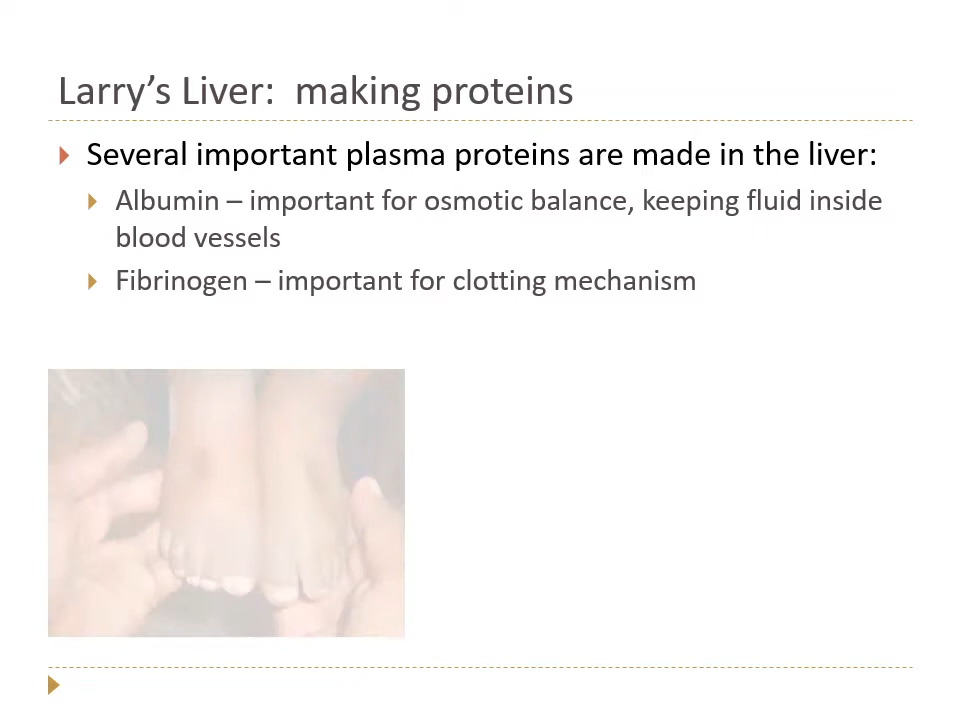 Larry’s Liver:  making proteins
Several important plasma proteins are made in the liver:
Albumin – important for osmotic balance, keeping fluid inside
blood vessels
Fibrinogen – important for clotting mechanism